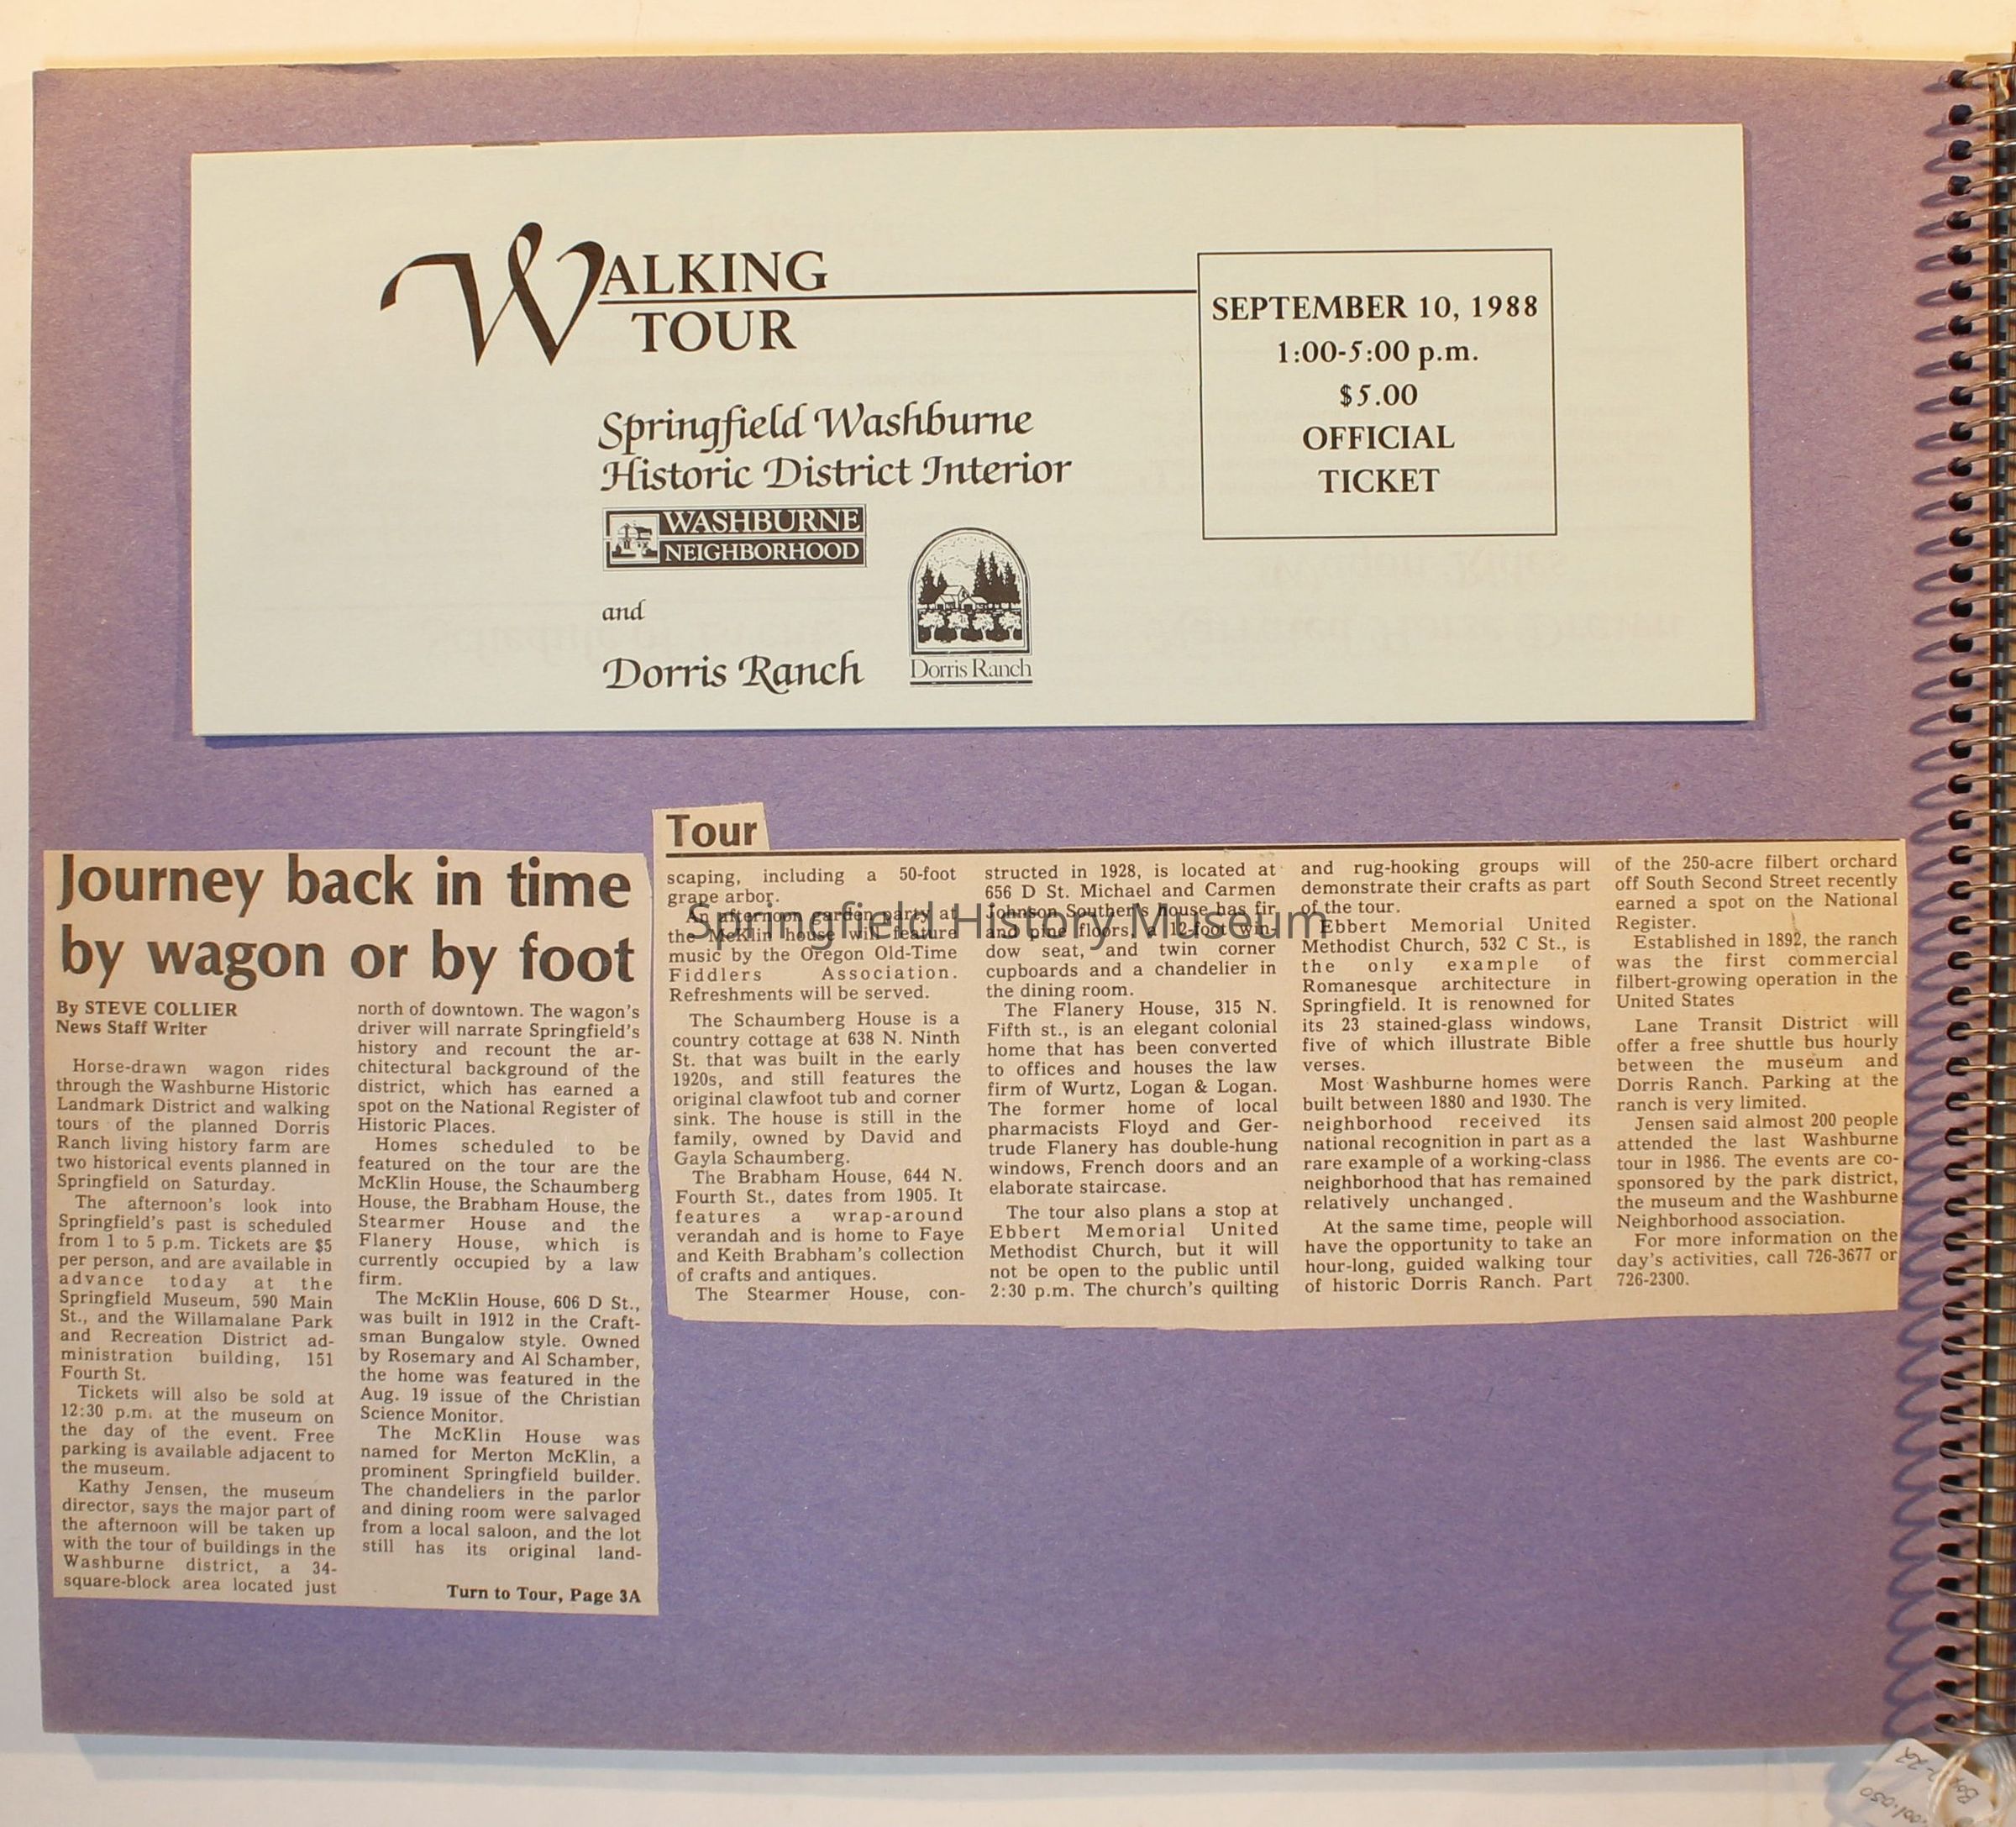 WALKING
TOUR
Springfield Washburne
Historic District Interior
WASHBURNE
NEIGHBORHOOD
and
Dorris Ranch
Dorris Ranch
SEPTEMBER 10, 1988
1:00-5:00 p.m.
$5.00
OFFICIAL
TICKET
Journey back in time
by wagon or by foot
By STEVE COLLIER
News Staff Writer
Horse-drawn wagon rides
through the Washburne Historic
Landmark District and walking
tours of the planned Dorris
Ranch living history farm are
two historical events planned in
Springfield on Saturday.
The afternoon's look into
Springfield's past is scheduled
from 1 to 5 p.m. Tickets are $5
per person, and are available in
advance today at the
Springfield Museum, 590 Main
St., and the Willamalane Park
and Recreation District ad-
ministration building, 151
Fourth St.
Tickets will also be sold at
12:30 p.m. at the museum on
the day of the event. Free
parking is available adjacent to
the museum.
Kathy Jensen, the museum
director, says the major part of
the afternoon will be taken up
with the tour of buildings in the
Washburne district, a 34-
square-block area located just
north of downtown. The wagon's
driver will narrate Springfield's
history and recount the ar-
chitectural background of the
district, which has earned a
spot on the National Register of
Historic Places.
Homes scheduled to be
featured on the tour are the
McKlin House, the Schaumberg
House, the Brabham House, the
Stearmer House and the
Flanery House, which is
currently occupied by a law
firm.
The McKlin House, 606 D St.,
was built in 1912 in the Craft-
sman Bungalow style. Owned
by Rosemary and Al Schamber,
the home was featured in the
Aug. 19 issue of the Christian
Science Monitor.
The McKlin House was
named for Merton McKlin, a
prominent Springfield builder.
The chandeliers in the parlor
and dining room were salvaged
from a local saloon, and the lot
still has its original land-
Turn to Tour, Page 3A
Tour
scaping, including a 50-foot
grape arbor.
An afternoon garden party at
the McKlin house will feature
music by the Oregon Old-Time
Fiddlers Association.
Refreshments will be served.
The Schaumberg House is a
country cottage at 638 N. Ninth
St. that was built in the early
1920s, and still features the
original clawfoot tub and corner
sink. The house is still in the
family, owned by David and
Gayla Schaumberg.
The Brabham House, 644 N.
Fourth St., dates from 1905. It
features a wrap-around
verandah and is home to Faye
and Keith Brabham's collection
of crafts and antiques.
The Stearmer House, con-
structed in 1928, is located at
656 D St. Michael and Carmen
Johnson Souther's House has fir
and pine floors, a 12-foot win-
dow seat, and twin corner
cupboards and a chandelier in
the dining room.
The Flanery House, 315 N.
Fifth st., is an elegant colonial
home that has been converted
to offices and houses the law
firm of Wurtz, Logan & Logan.
The former home of local
pharmacists Floyd and Ger-
trude Flanery has double-hung
windows, French doors and an
elaborate staircase.
The tour also plans a stop at
Ebbert Memorial United
Methodist Church, but it will
not be open to the public until
2:30 p.m. The church's quilting
and rug-hooking groups will
demonstrate their crafts as part
of the tour.
Ebbert Memorial United
Methodist Church, 532 C St., is
the only example of
Romanesque architecture in
Springfield. It is renowned for
its 23 stained-glass windows,
five of which illustrate Bible
verses.
Most Washburne homes were
built between 1880 and 1930. The
neighborhood received its
national recognition in part as a
rare example of a working-class
neighborhood that has remained
relatively unchanged.
At the same time, people will
have the opportunity to take an
hour-long, guided walking tour
of historic Dorris Ranch. Part
of the 250-acre filbert orchard
off South Second Street recently
earned a spot on the National
Register.
Established in 1892, the ranch
was the first commercial
filbert-growing operation in the
United States
Lane Transit District will
offer a free shuttle bus hourly
between the museum and
Dorris Ranch. Parking at the
ranch is very limited.
Jensen said almost 200 people
attended the last Washburne
tour in 1986. The events are co-
sponsored by the park district,
the museum and the Washburne
Neighborhood association.
For more information on the
day's activities, call 726-3677 or
726-2300.
Springfield History Museum